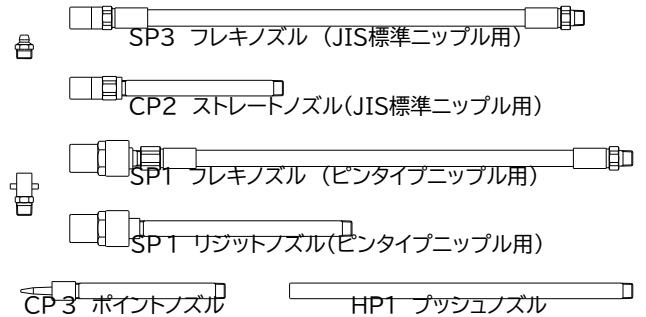 SP3 フレキノズル (JIS標準ニップル用)
CP2 ストレートノズル(JIS標準ニップル用)
SP1 フレキノズル (ピンタイプニップル用)
SP1 リジットノズル(ピンタイプニップル用)
CP3 ポイントノズル HP1 プッシュノズル